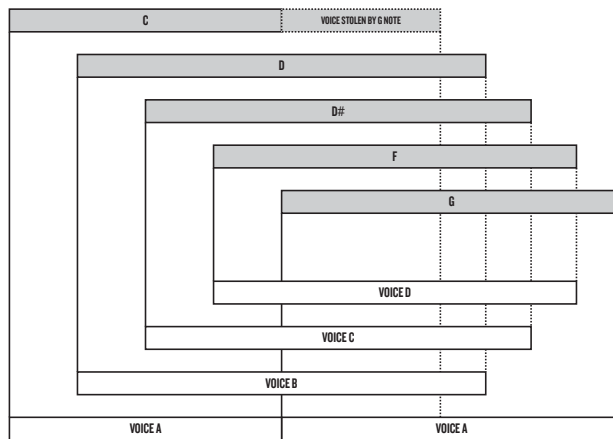 C
VOICE STOLEN BY G NOTE
D
D#
F
G
VOICE D
VOICE C
VOICE B
VOICE A
VOICE A